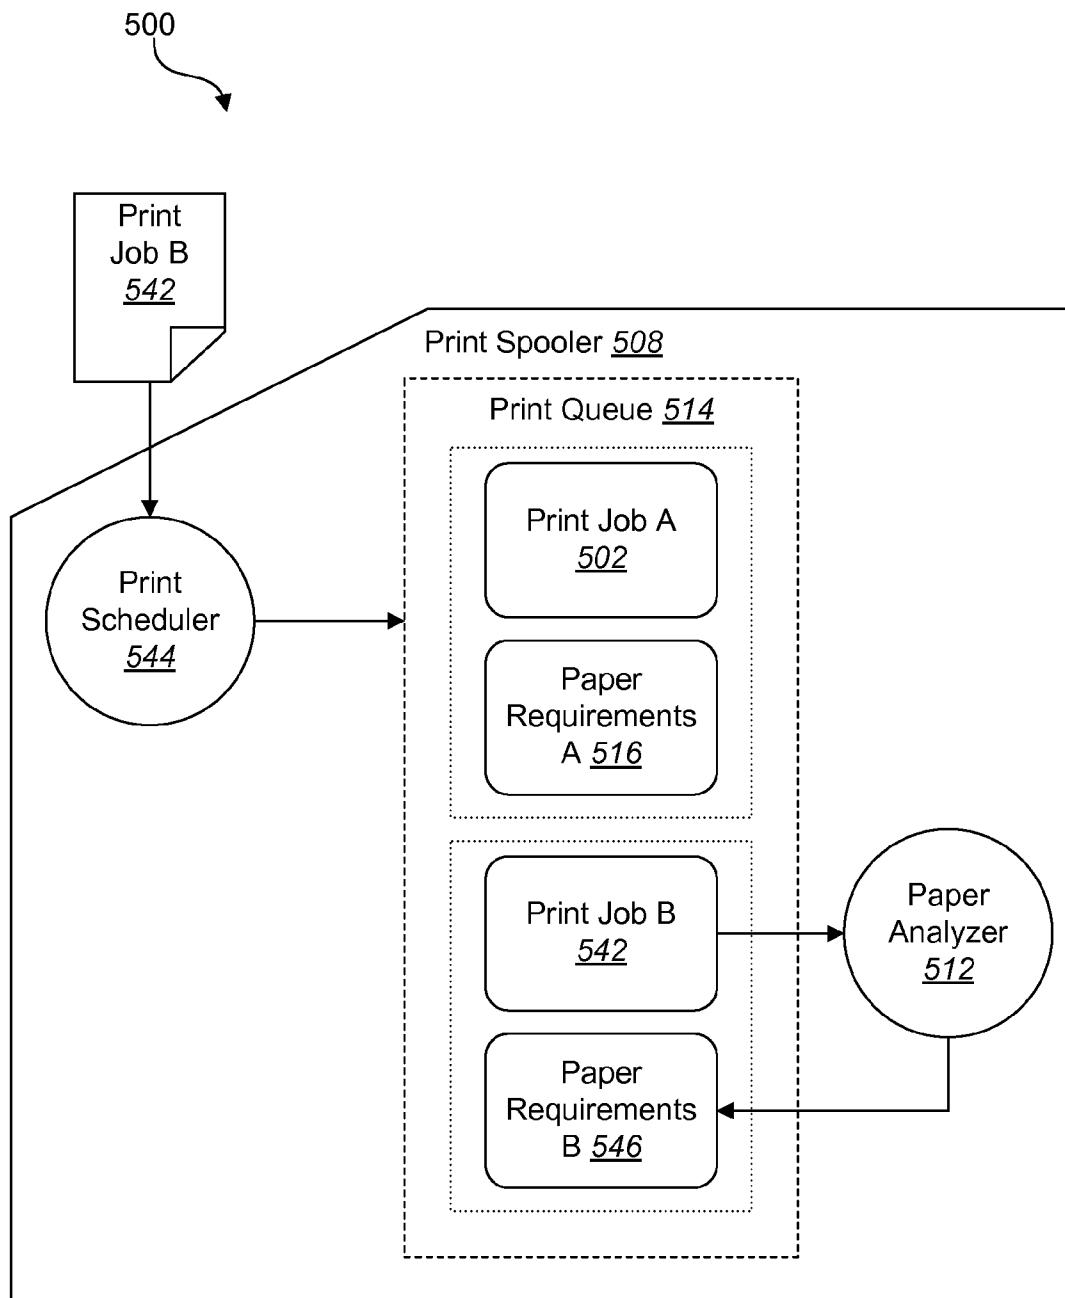 500
Print
Job B
542
Print Spooler 508
Print Queue 514
Print Job A
502
Print
Scheduler
544
Paper
Requirements
A 516
Print Job B
542
Paper
Analyzer
512
Paper
Requirements
B 546